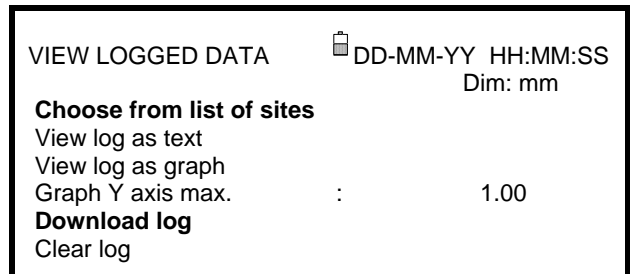 VIEW LOGGED DATA DD-MM-YY HH:MM:SS
Dim: mm
Choose from list of sites
View log as text
View log as graph
Graph Y axis max. : 1.00
Download log
Clear log